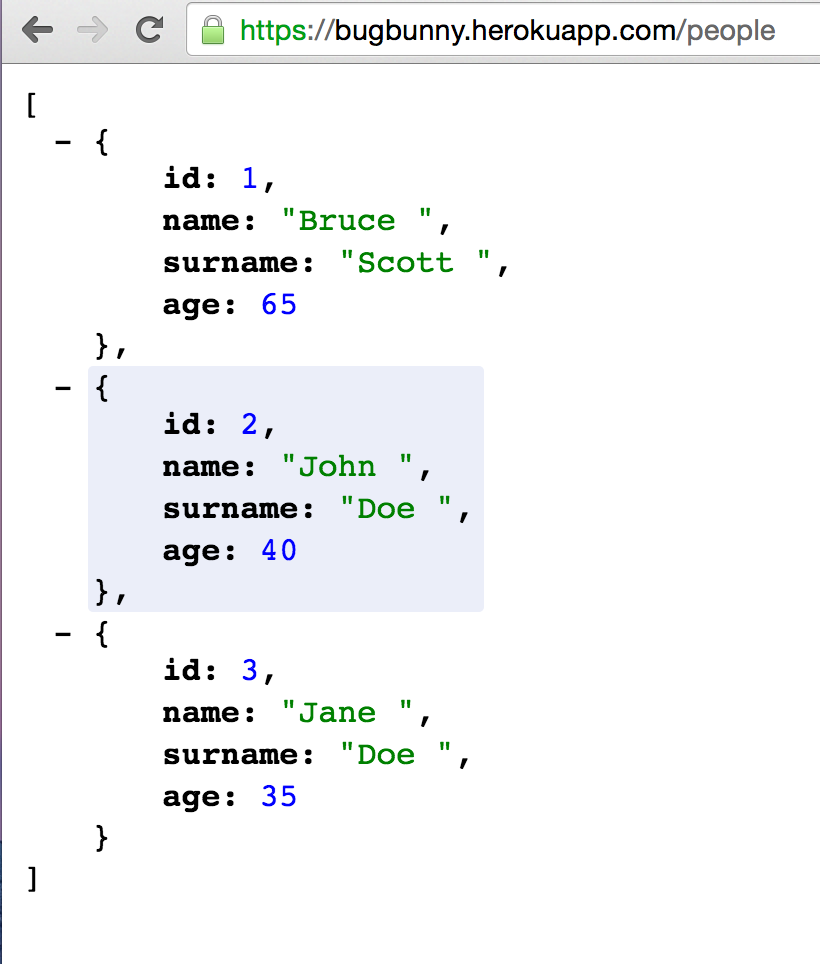 https://bugbunny.herokuapp.com/people
[
- {
id: 1,
name: "Bruce ",
surname: "Scott ",
age: 65
},
- {
id: 2,
name: "John ",
surname: "Doe ",
age: 40
},
- {
id: 3,
name: "Jane ",
surname: "Doe ",
age: 35
}
]